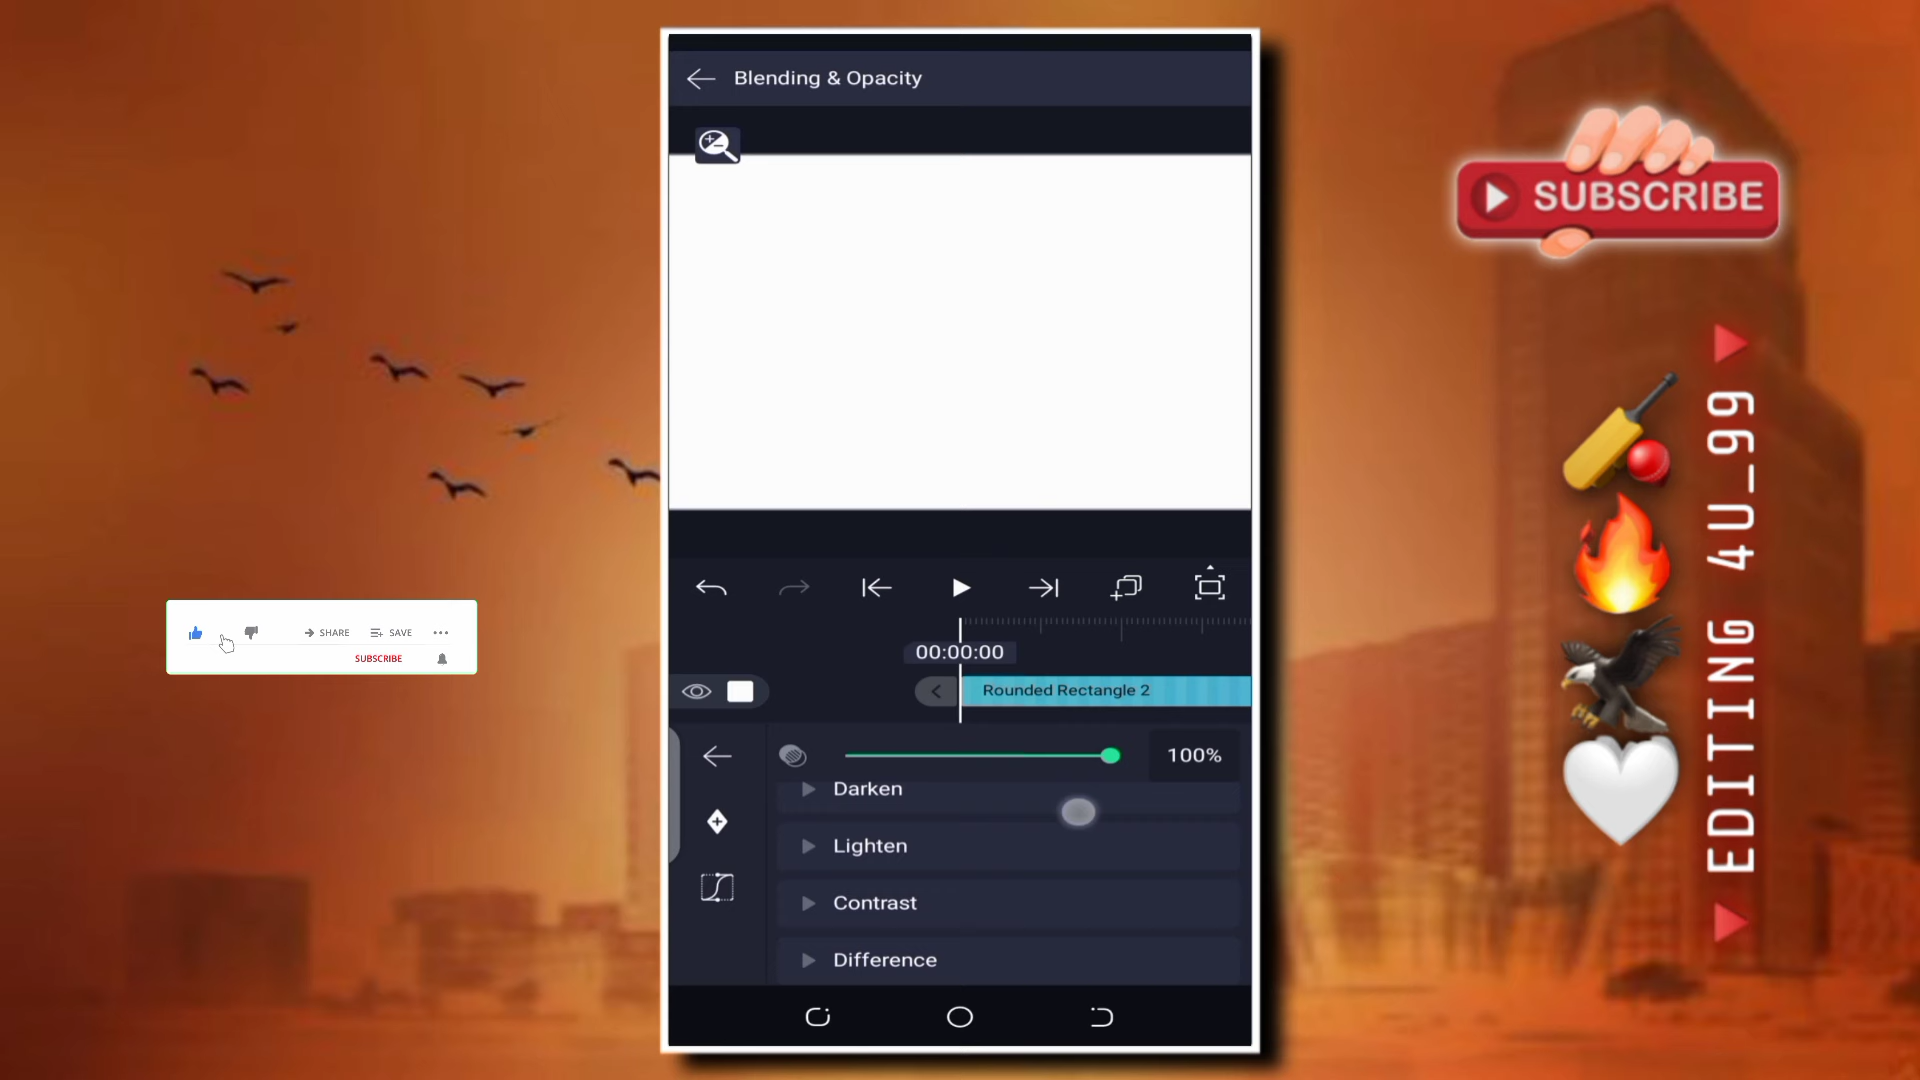 Blending & Opacity
00:00:00
Rounded Rectangle 2
100%
Darken
Lighten
Contrast
Difference
SHARE
SAVE
SUBSCRIBE
SUBSCRIBE
EDITING 4U_99